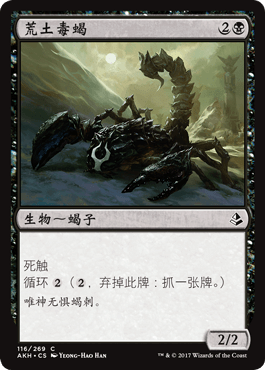 荒土毒蝎 2
生物～蝎子
死触
循环 2（2，弃掉此牌：抓一张牌。）
唯神无惧蝎刺。
2/2
116/269 C
AKH • CS Yeong-Hao Han
™ & © 2017 Wizards of the Coast